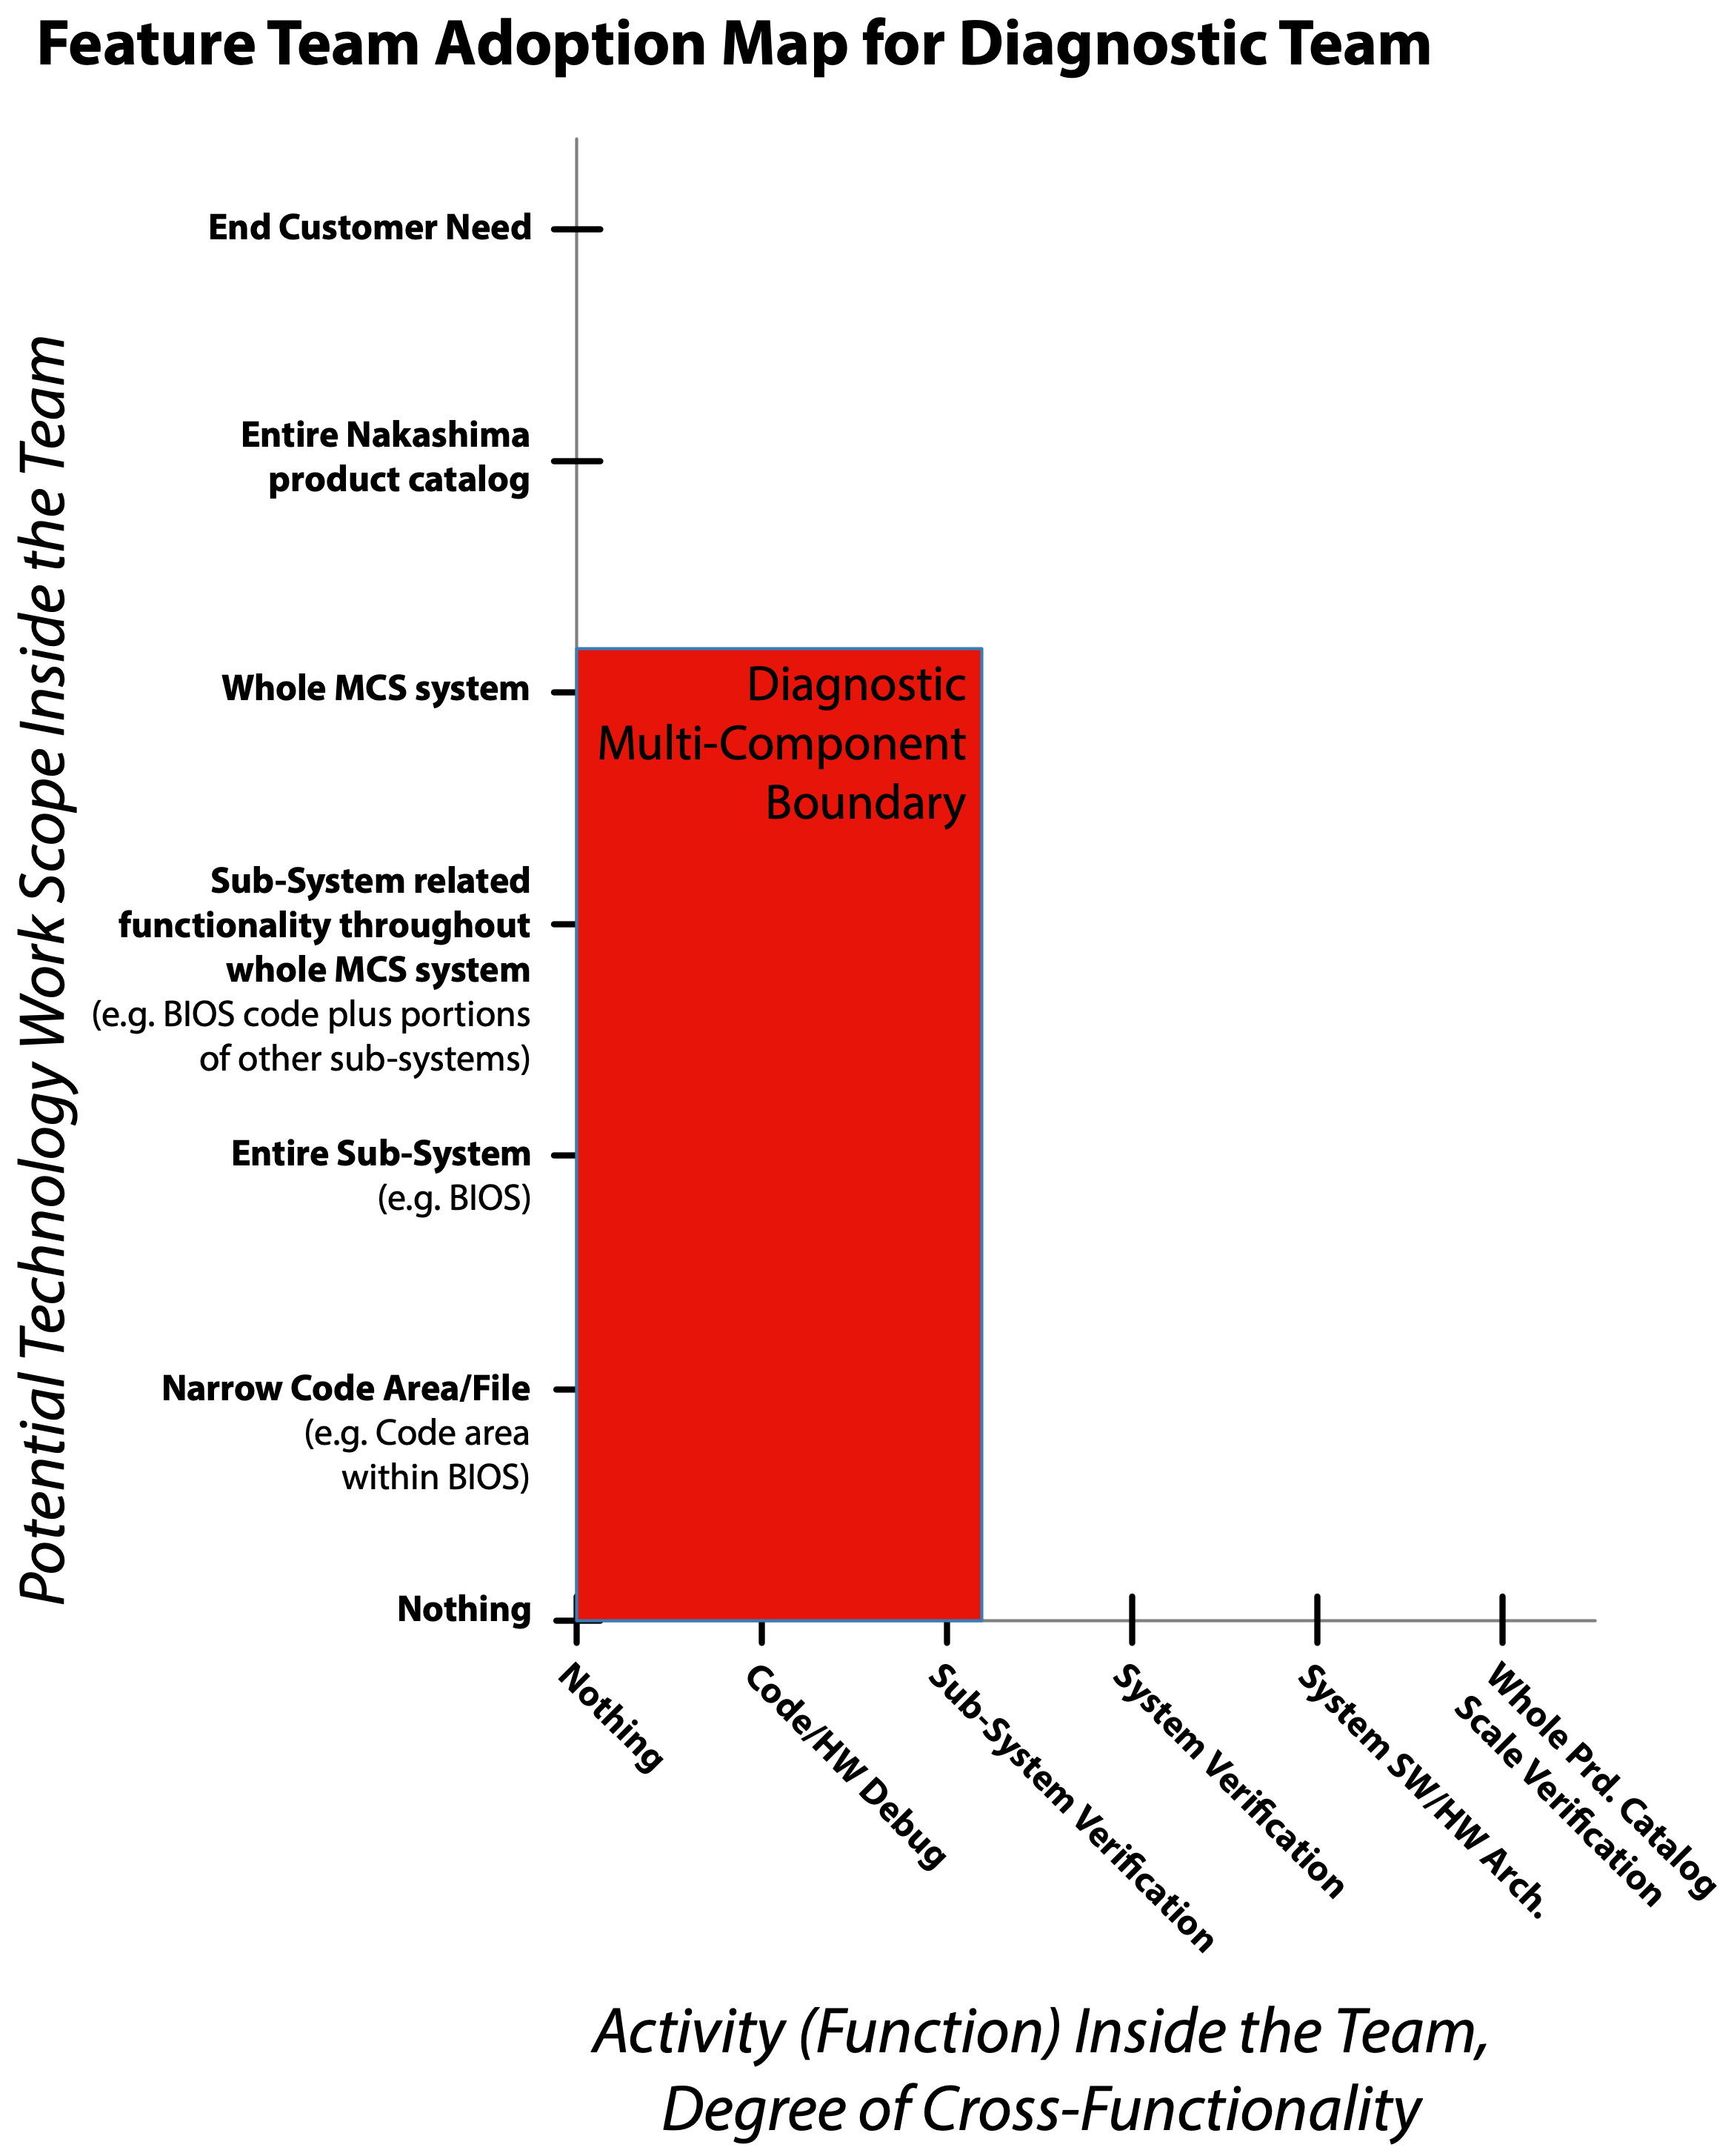 Feature Team Adoption Map for Diagnostic Team
Potential Technology Work Scope Inside the Team
End Customer Need
Entire Nakashima
product catalog
Whole MCS system
Sub-System related
functionality throughout
whole MCS system
(e.g. BIOS code plus portions
of other sub-systems)
Entire Sub-System
(e.g. BIOS)
Narrow Code Area/File
(e.g. Code area
within BIOS)
Nothing
Diagnostic
Multi-Component
Boundary
Nothing
Code/HW Debug
Sub-System Verification
System Verification
System SW/HW Arch.
Whole Prd. Catalog
Scale Verification
Activity (Function) Inside the Team,
Degree of Cross-Functionality